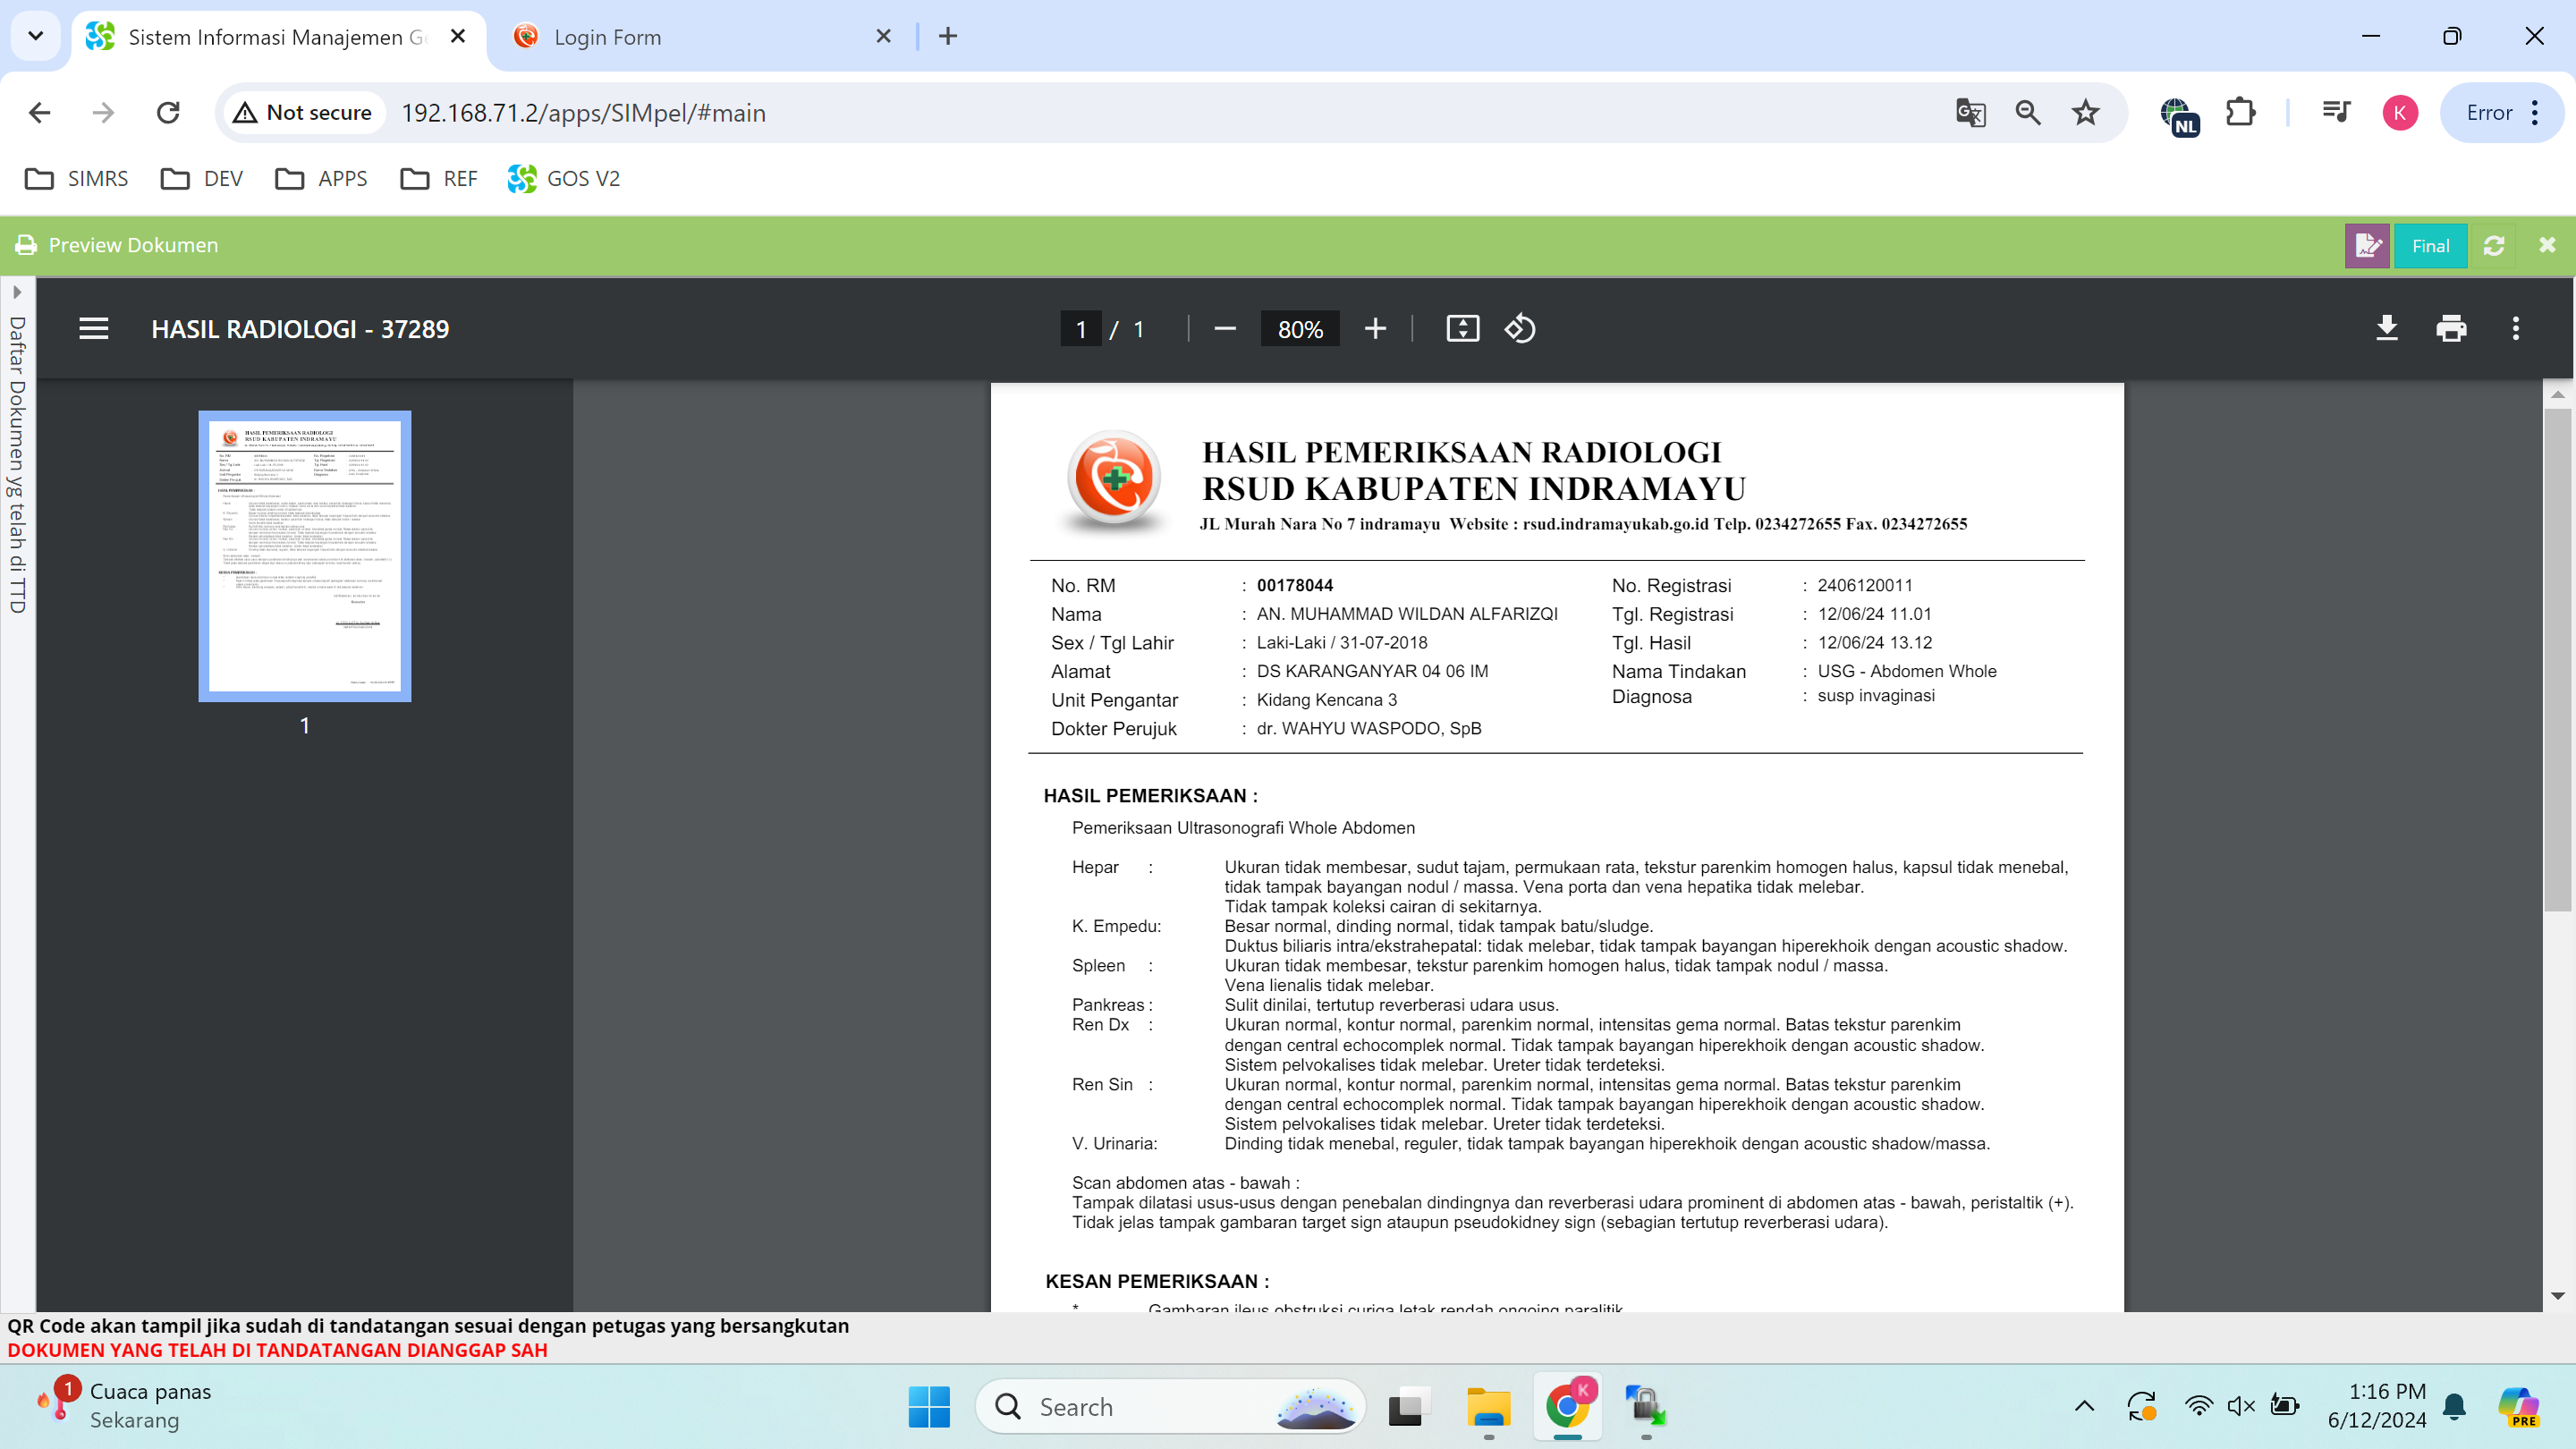 Sistem Informasi Manajemen G
Login Form
Not secure
192.168.71.2/apps/SIMpel/#main
NL
K
Error
SIMRS
DEV
APPS
REF
GOS V2
Preview Dokumen
Final
Daftar Dokumen yg telah di TTD
HASIL RADIOLOGI - 37289
1 / 1
80%
1
HASIL PEMERIKSAAN RADIOLOGI
RSUD KABUPATEN INDRAMAYU
JL Murah Nara No 7 indramayu Website : rsud.indramayukab.go.id Telp. 0234272655 Fax. 0234272655
No. RM : 00178044 No. Registrasi : 2406120011
Nama : AN. MUHAMMAD WILDAN ALFARIZQI Tgl. Registrasi : 12/06/24 11.01
Sex / Tgl Lahir : Laki-Laki / 31-07-2018 Tgl. Hasil : 12/06/24 13.12
Alamat : DS KARANGANYAR 04 06 IM Nama Tindakan : USG - Abdomen Whole
Unit Pengantar : Kidang Kencana 3 Diagnosa : susp invaginasi
Dokter Perujuk : dr. WAHYU WASPODO, SpB
HASIL PEMERIKSAAN :
Pemeriksaan Ultrasonografi Whole Abdomen
Hepar : Ukuran tidak membesar, sudut tajam, permukaan rata, tekstur parenkim homogen halus, kapsul tidak menebal,
tidak tampak bayangan nodul / massa. Vena porta dan vena hepatika tidak melebar.
Tidak tampak koleksi cairan di sekitarnya.
K. Empedu: Besar normal, dinding normal, tidak tampak batu/sludge.
Duktus biliaris intra/ekstrahepatal: tidak melebar, tidak tampak bayangan hiperekhoik dengan acoustic shadow.
Spleen : Ukuran tidak membesar, tekstur parenkim homogen halus, tidak tampak nodul / massa.
Vena lienalis tidak melebar.
Pankreas : Sulit dinilai, tertutup reverberasi udara usus.
Ren Dx : Ukuran normal, kontur normal, parenkim normal, intensitas gema normal. Batas tekstur parenkim
dengan central echocomplek normal. Tidak tampak bayangan hiperekhoik dengan acoustic shadow.
Sistem pelvokalises tidak melebar. Ureter tidak terdeteksi.
Ren Sin : Ukuran normal, kontur normal, parenkim normal, intensitas gema normal. Batas tekstur parenkim
dengan central echocomplek normal. Tidak tampak bayangan hiperekhoik dengan acoustic shadow.
Sistem pelvokalises tidak melebar. Ureter tidak terdeteksi.
V. Urinaria: Dinding tidak menebal, reguler, tidak tampak bayangan hiperekhoik dengan acoustic shadow/massa.
Scan abdomen atas - bawah :
Tampak dilatasi usus-usus dengan penebalan dindingnya dan reverberasi udara prominent di abdomen atas - bawah, peristaltik (+).
Tidak jelas tampak gambaran target sign ataupun pseudokidney sign (sebagian tertutup reverberasi udara).
KESAN PEMERIKSAAN :
* Gambaran ileus obstruksi curiga letak rendah ongoing paralitik
QR Code akan tampil jika sudah di tandatangan sesuai dengan petugas yang bersangkutan
DOKUMEN YANG TELAH DI TANDATANGAN DIANGGAP SAH
1
Cuaca panas
Sekarang
Search
K
1:16 PM
6/12/2024
PRE